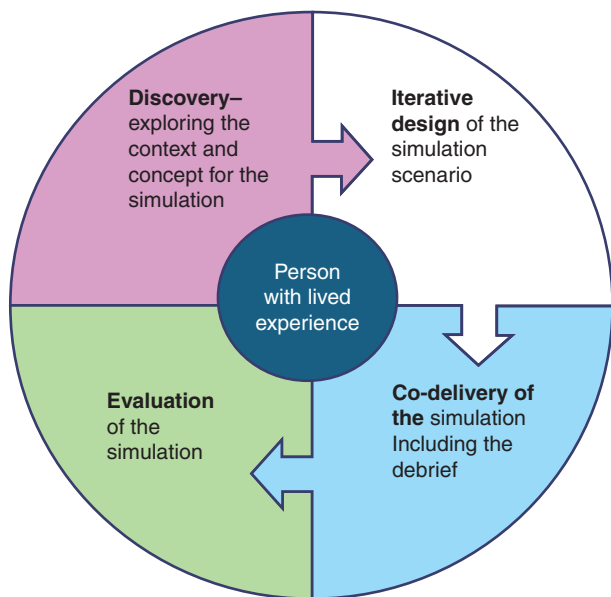 Discovery–
exploring the
context and
concept for the
simulation
Iterative
design of the
simulation
scenario
Person
with lived
experience
Co-delivery of
the simulation
Including the
debrief
Evaluation
of the
simulation